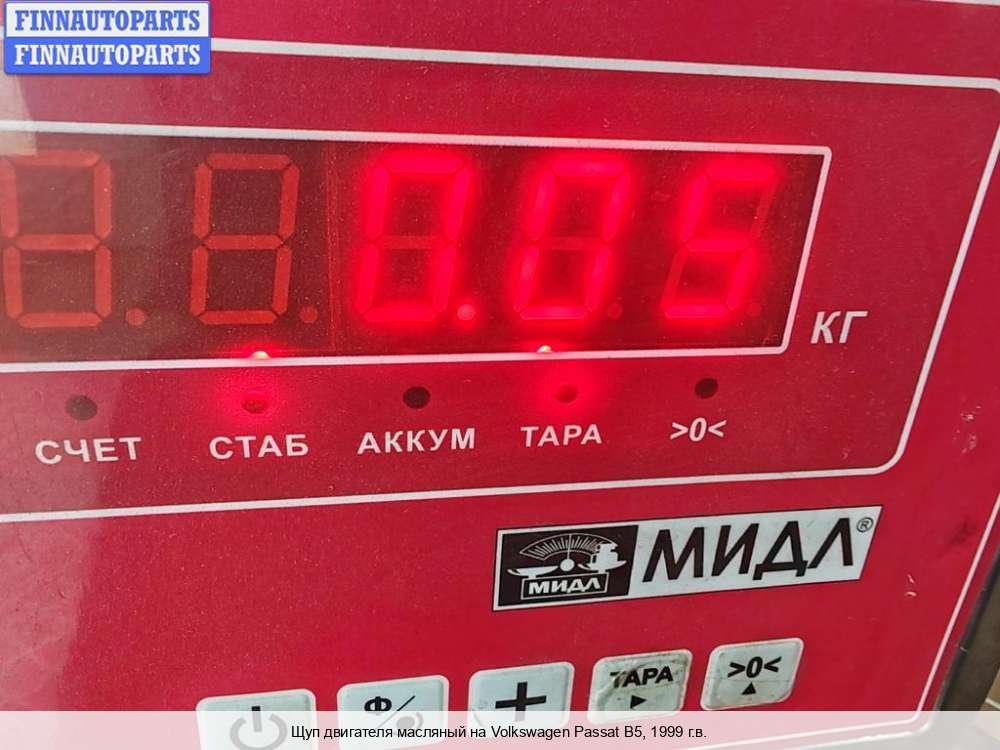 FINNAUTOPARTS
FINNAUTOPARTS
0.05
КГ
СЧЕТ СТАБ АККУМ ТАРА >0<
МИДЛ МИДЛ®
Ф + ТАРА >0<
Щуп двигателя масляный на Volkswagen Passat B5, 1999 г.в.